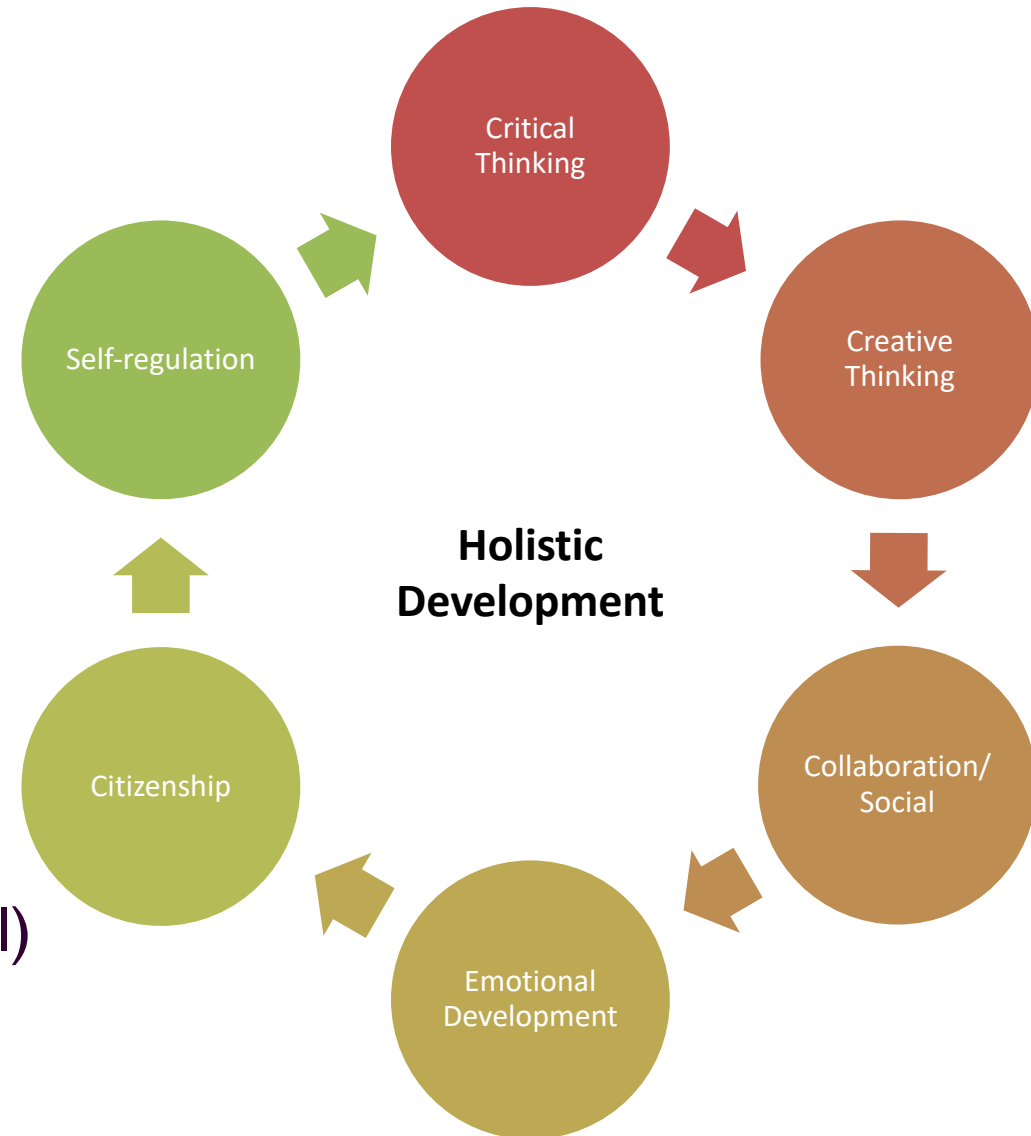 Critical
Thinking
Creative
Thinking
Self-regulation
Holistic
Development
Collaboration/
Social
Citizenship
l)
Emotional
Development